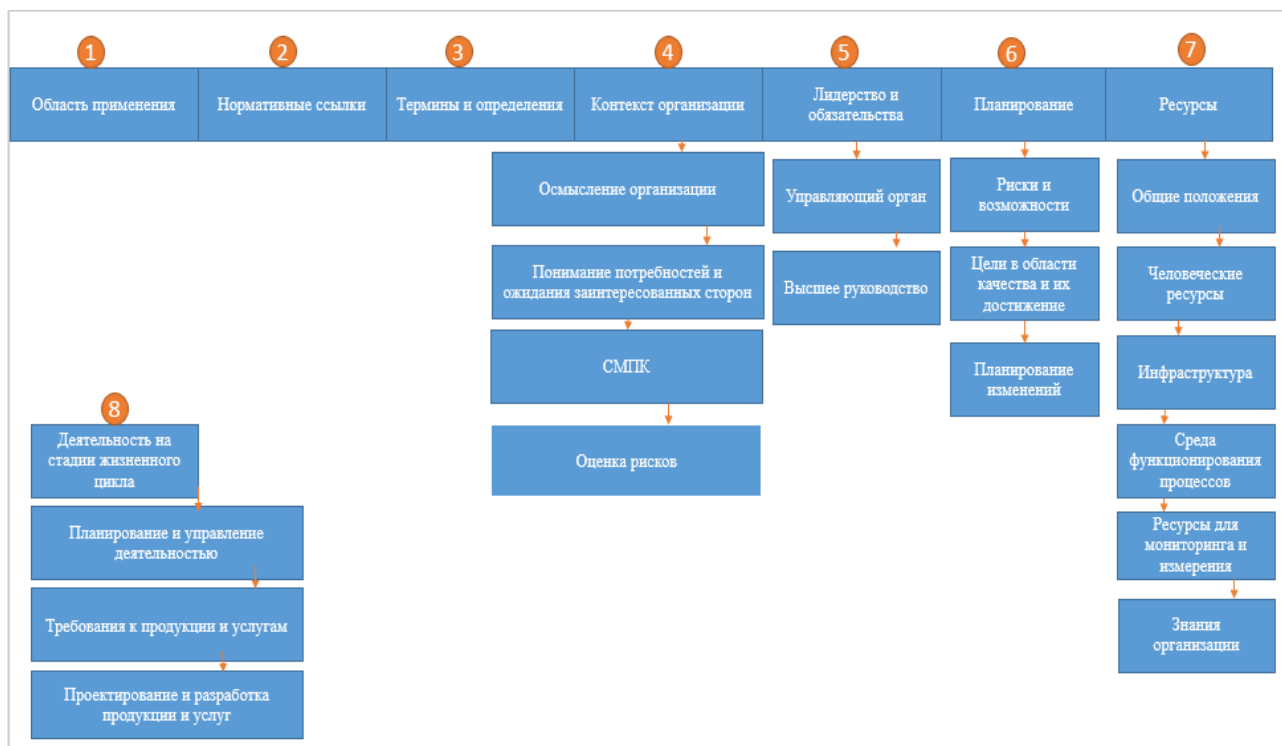 1
2
3
4
5
6
7
Область применения
Нормативные ссылки
Термины и определения
Контекст организации
Лидерство и
обязательства
Планирование
Ресурсы
Осмысление организации
Понимание потребностей и
ожидания заинтересованных сторон
СМПК
Оценка рисков
Управляющий орган
Высшее руководство
Риски и
возможности
Цели в области
качества и их
достижение
Планирование
изменений
Общие положения
Человеческие
ресурсы
Инфраструктура
Среда
функционирования
процессов
Ресурсы для
мониторинга и
измерения
Знания
организации
8
Деятельность на
стадии жизненного
цикла
Планирование и управление
деятельностью
Требования к продукции и услугам
Проектирование и разработка
продукции и услуг